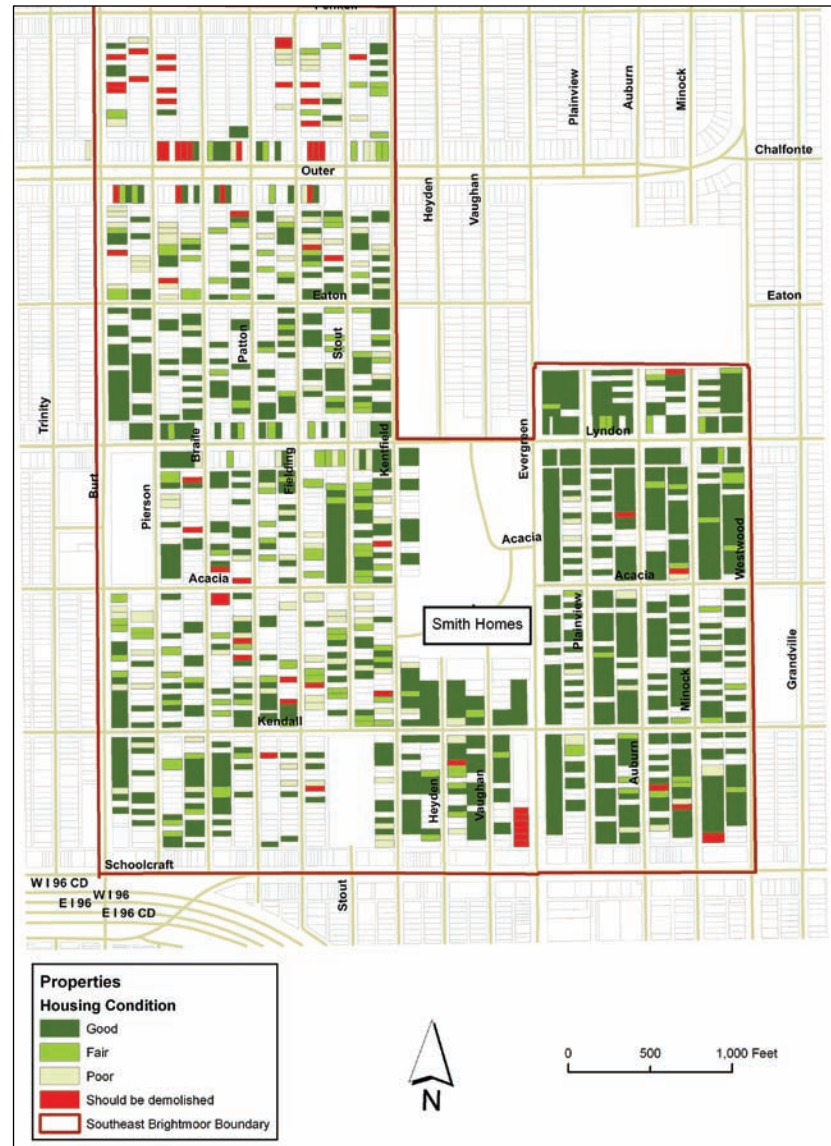 Plainview
Auburn
Minock
Chalfonte
Outer
Heyden
Vaughan
Eaton
Eaton
Patton
Stout
Trinity
Lyndon
Braile
Kentfield
Evergreen
Fielding
Burt
Pierson
Westwood
Acacia
Acacia
Acacia
Smith Homes
Plainview
Grandville
Minock
Kendall
Auburn
Heyden
Vaughan
Schoolcraft
W I 96 CD
W I 96
E I 96
E I 96 CD
Stout
Properties
Housing Condition
Good
Fair
Poor
Should be demolished
Southeast Brightmoor Boundary
N
0 500 1,000 Feet